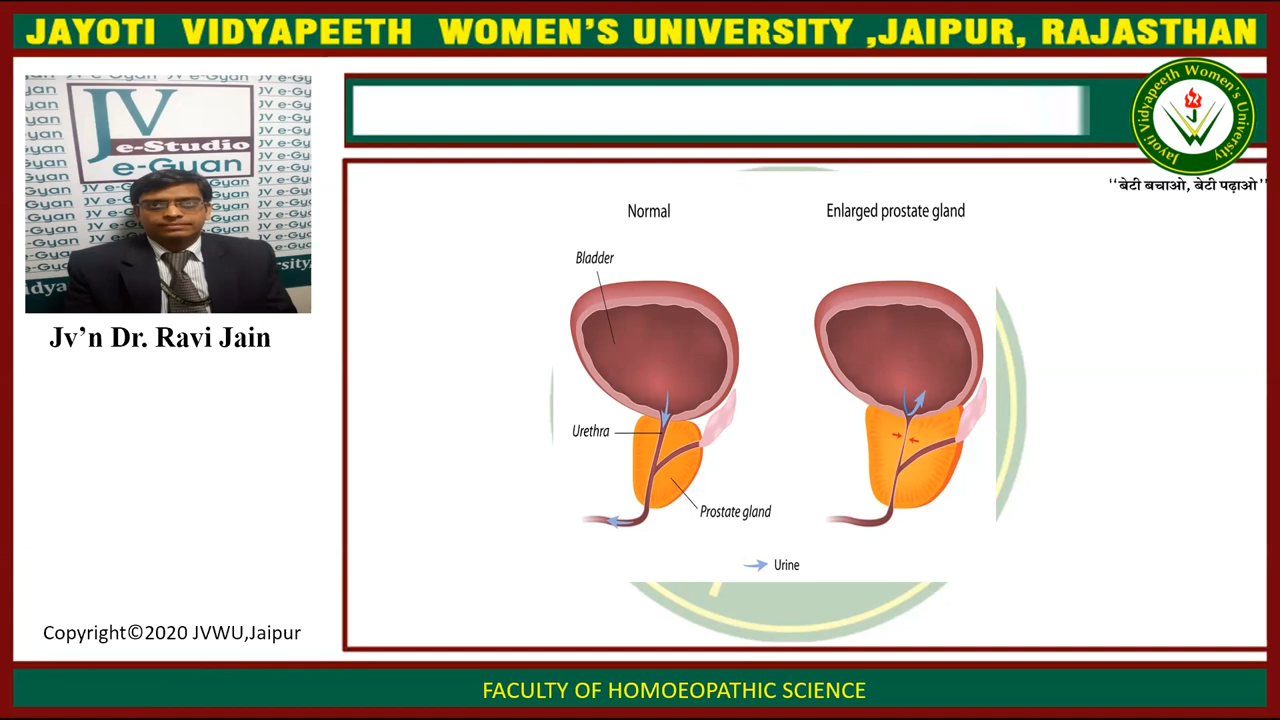 JAYOTI VIDYAPEETH WOMEN'S UNIVERSITY ,JAIPUR, RAJASTHAN
JV
e-Studio
e-Gyan
Jv'n Dr. Ravi Jain
Copyright©2020 JVWU,Jaipur
Jayoti Vidyapeeth Women's University
"बेटी बचाओ, बेटी पढ़ाओ"
Normal
Enlarged prostate gland
Bladder
Urethra
Prostate gland
Urine
FACULTY OF HOMOEOPATHIC SCIENCE